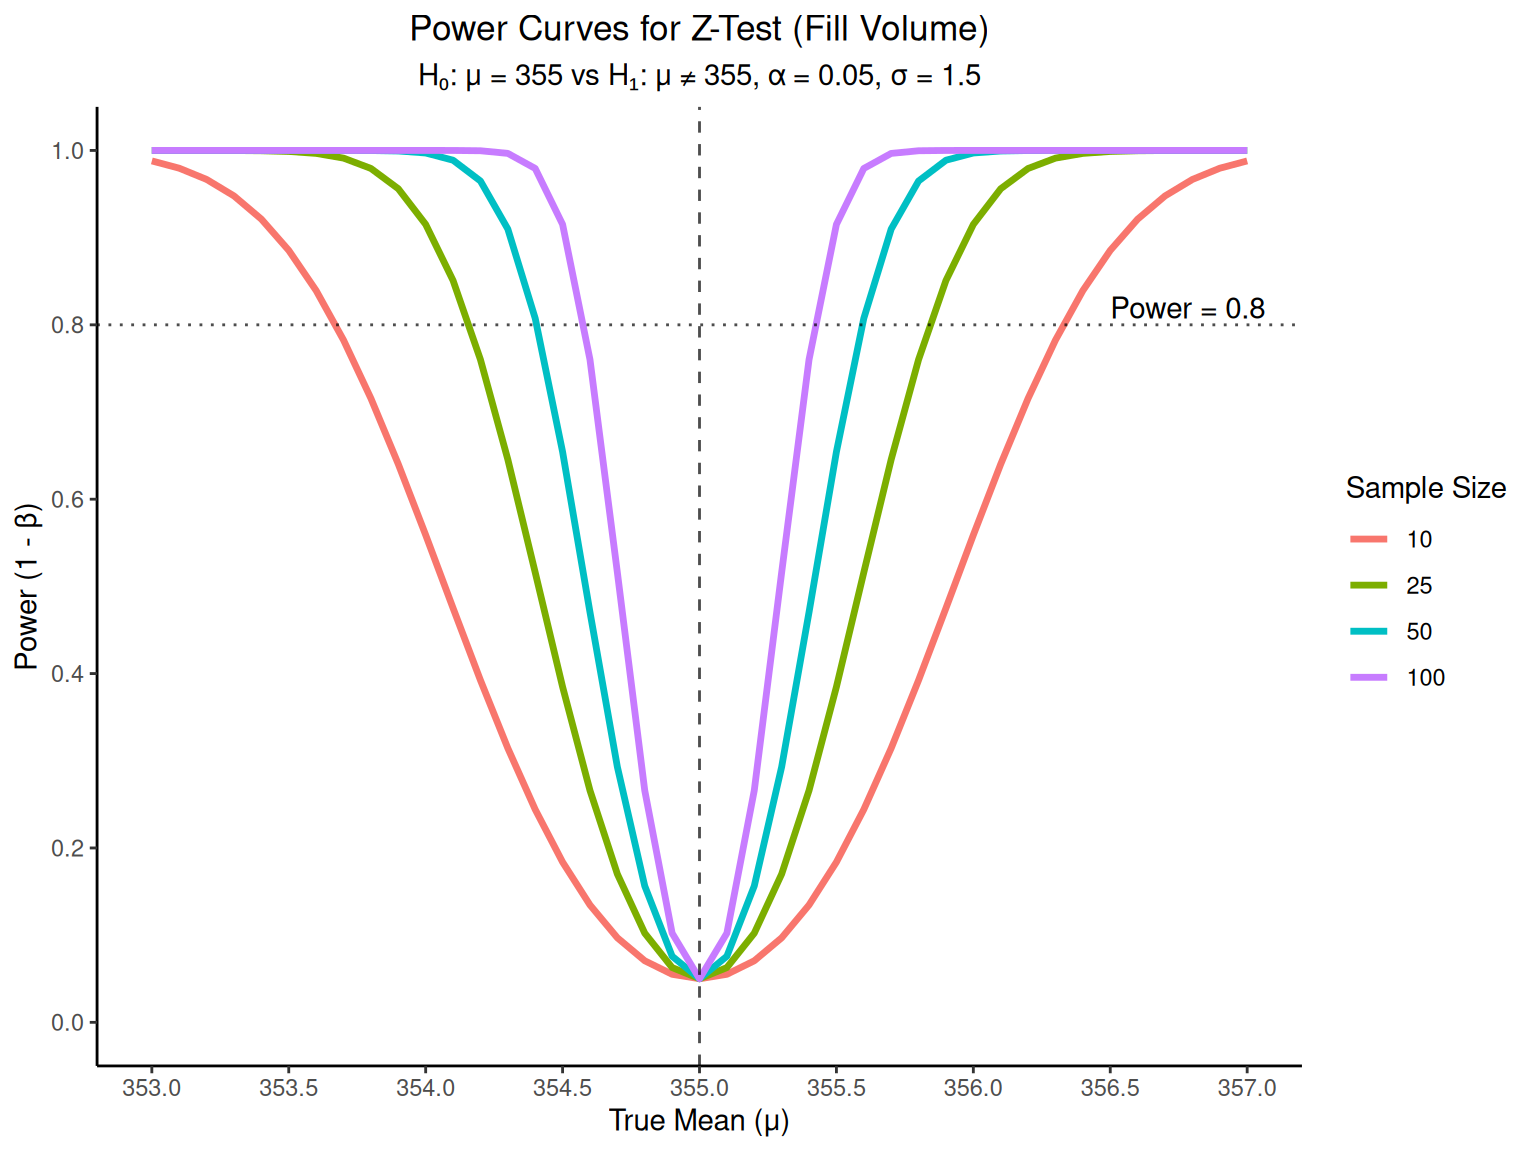 Power Curves for Z-Test (Fill Volume)
H₀: μ = 355 vs H₁: μ ≠ 355, α = 0.05, σ = 1.5
Power (1 - β)
1.0
0.8
0.6
0.4
0.2
0.0
Power = 0.8
353.0 353.5 354.0 354.5 355.0 355.5 356.0 356.5 357.0
True Mean (μ)
Sample Size
10
25
50
100